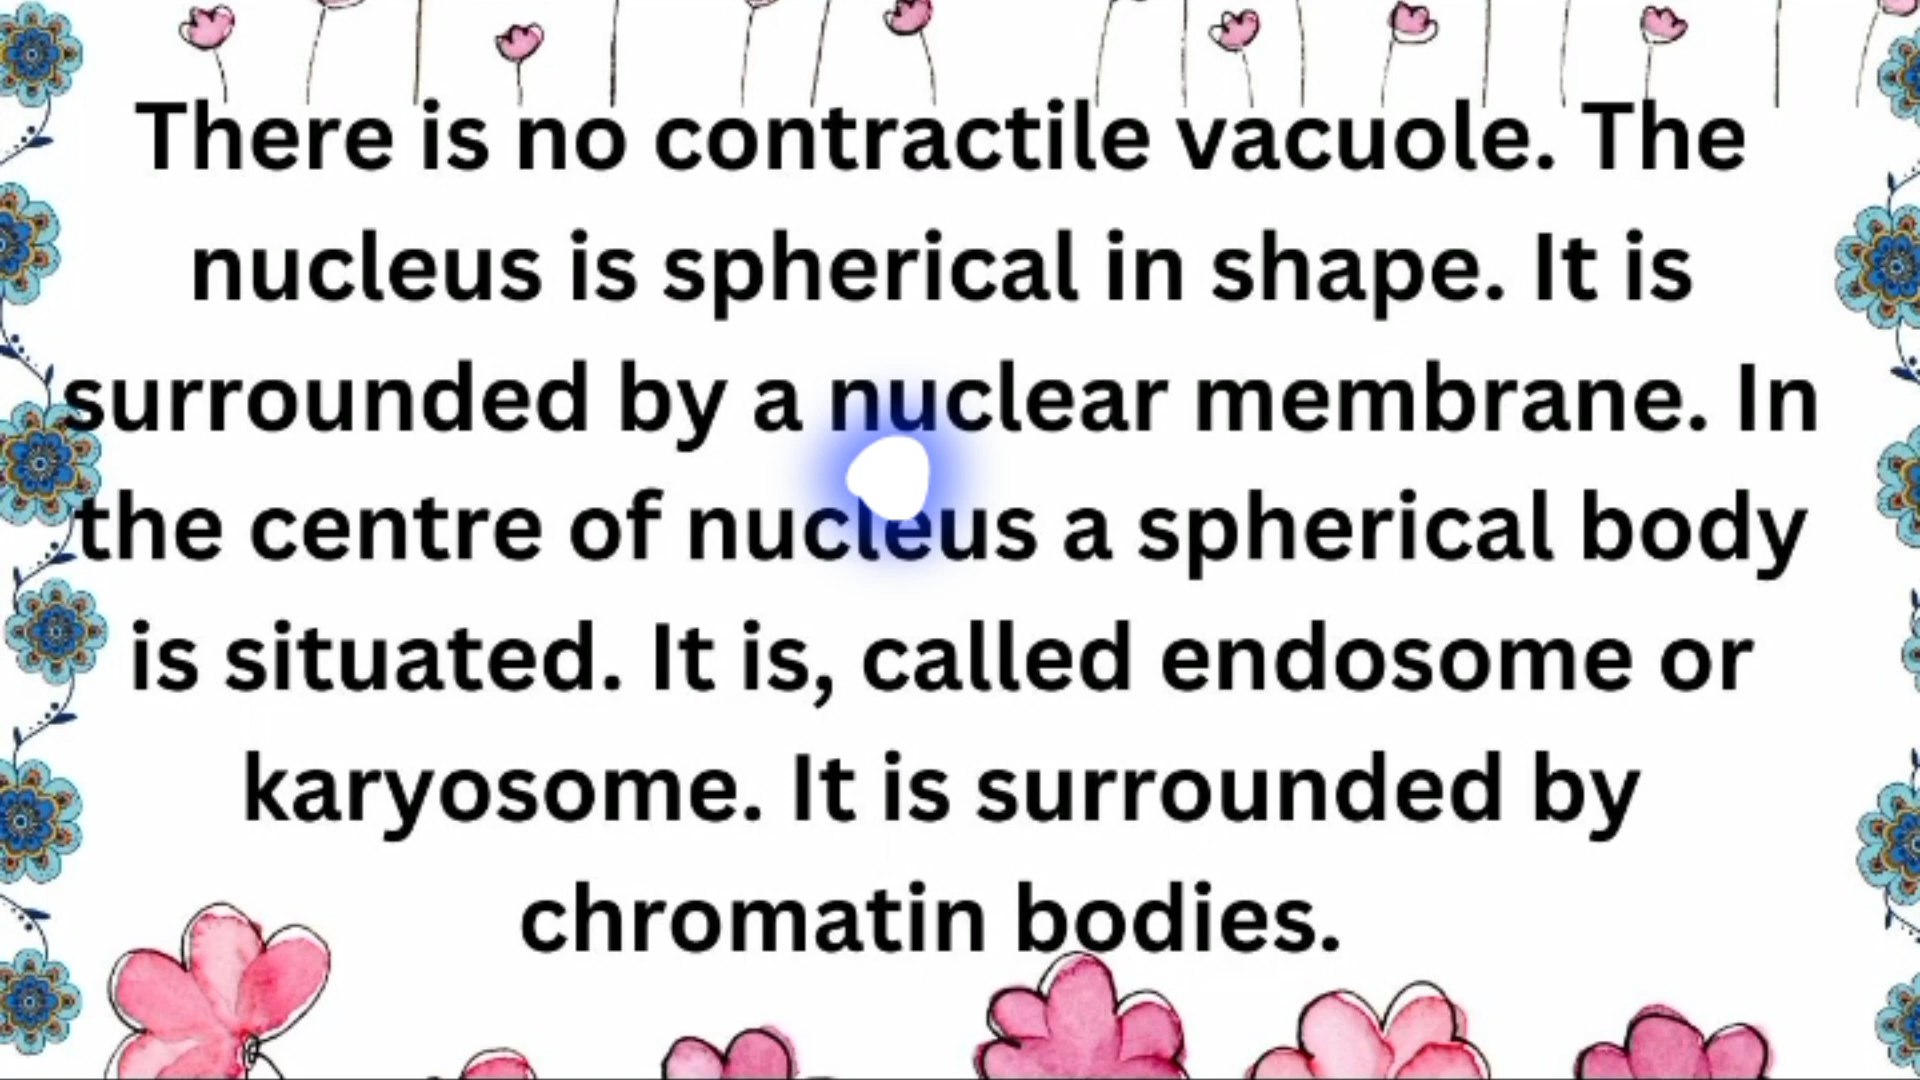 There is no contractile vacuole. The
nucleus is spherical in shape. It is
surrounded by a nuclear membrane. In
the centre of nucleus a spherical body
is situated. It is, called endosome or
karyosome. It is surrounded by
chromatin bodies.